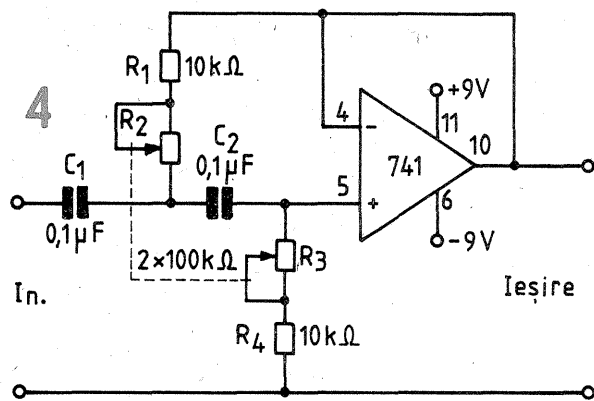 4
R1 10kΩ
R2
C1
0,1µF
C2
0,1µF
2×100kΩ
R3
R4 10kΩ
4
-
5
+
741
+9V
11
10
6
-9V
In.
Ieșire